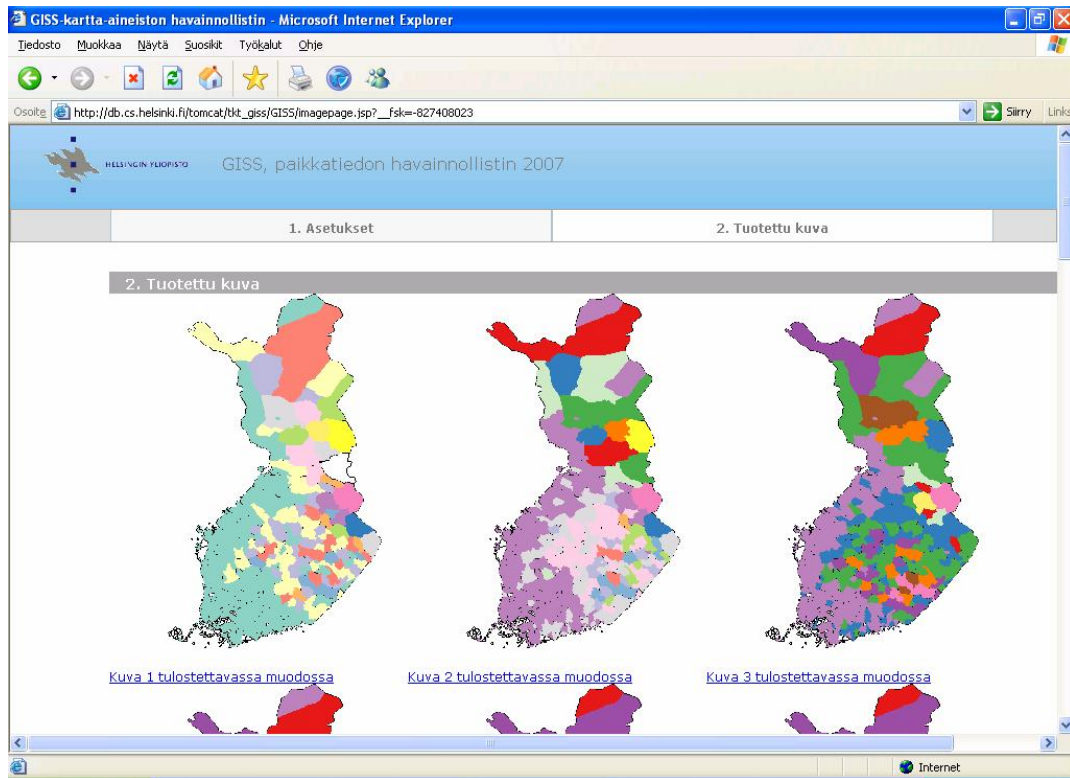 GISS-kartta-aineiston havainnollistin - Microsoft Internet Explorer
Tiedosto Muokkaa Näytä Suosikit Työkalut Ohje
Osoite http://db.cs.helsinki.fi/tomcat/tkt_giss/GISS/imagepage.jsp?__fsk=-827408023 Siirry Links
HELSINGIN YLIOPISTO GISS, paikkatiedon havainnollistin 2007
1. Asetukset 2. Tuotettu kuva
2. Tuotettu kuva
Kuva 1 tulostettavassa muodossa Kuva 2 tulostettavassa muodossa Kuva 3 tulostettavassa muodossa
Internet